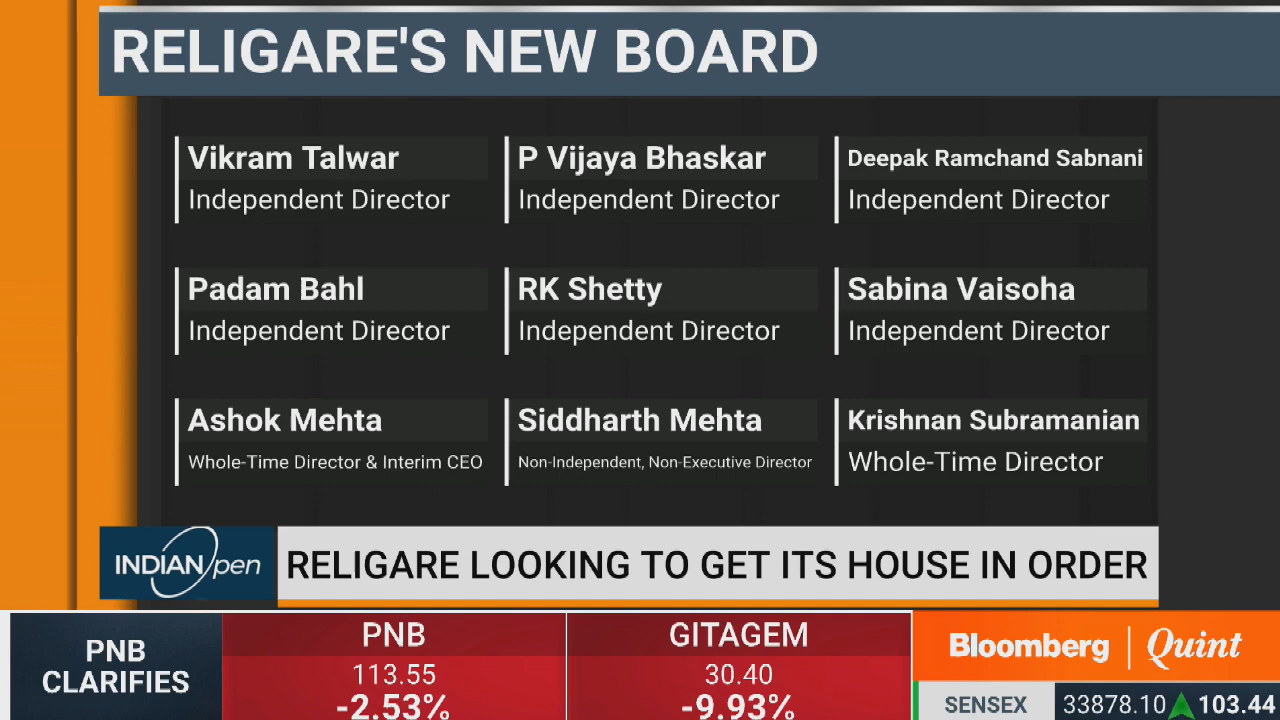 RELIGARE'S NEW BOARD
Vikram Talwar
Independent Director
P Vijaya Bhaskar
Independent Director
Deepak Ramchand Sabnani
Independent Director
Padam Bahl
Independent Director
RK Shetty
Independent Director
Sabina Vaisoha
Independent Director
Ashok Mehta
Whole-Time Director & Interim CEO
Siddharth Mehta
Non-Independent, Non-Executive Director
Krishnan Subramanian
Whole-Time Director
INDIAN pen
RELIGARE LOOKING TO GET ITS HOUSE IN ORDER
PNB
CLARIFIES
PNB
113.55
-2.53%
GITAGEM
30.40
-9.93%
Bloomberg | Quint
SENSEX 33878.10 ▲ 103.44